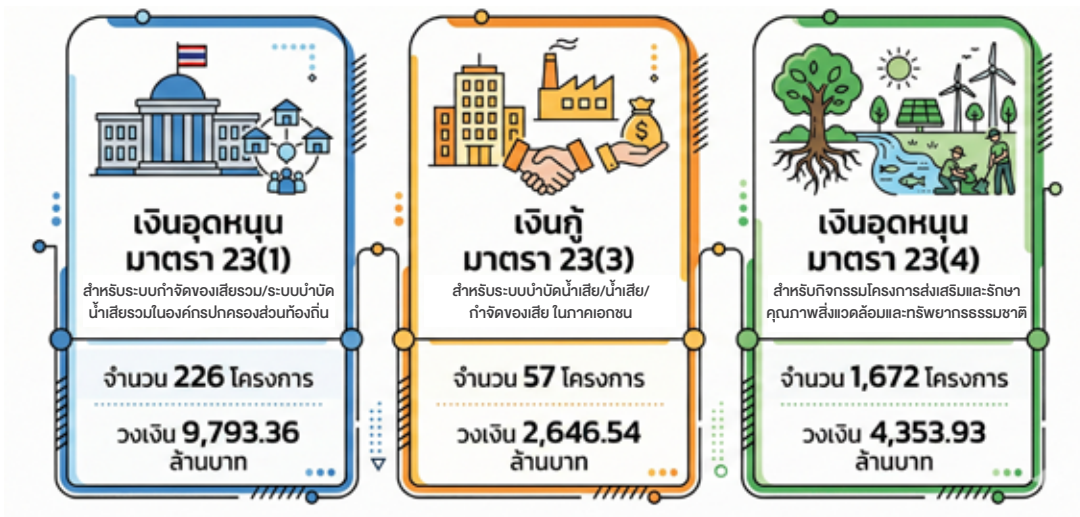 เงินอุดหนุน
มาตรา 23(1)
สำหรับระบบกำจัดของเสียรวม/ระบบบำบัด
น้ำเสียรวมในองค์กรปกครองส่วนท้องถิ่น
จำนวน 226 โครงการ
วงเงิน 9,793.36
ล้านบาท
เงินกู้
มาตรา 23(3)
สำหรับระบบบำบัดน้ำเสีย/น้ำเสีย/
กำจัดของเสีย ในภาคเอกชน
จำนวน 57 โครงการ
วงเงิน 2,646.54
ล้านบาท
$
เงินอุดหนุน
มาตรา 23(4)
สำหรับกิจกรรมโครงการส่งเสริมและรักษา
คุณภาพสิ่งแวดล้อมและทรัพยากรธรรมชาติ
จำนวน 1,672 โครงการ
วงเงิน 4,353.93
ล้านบาท